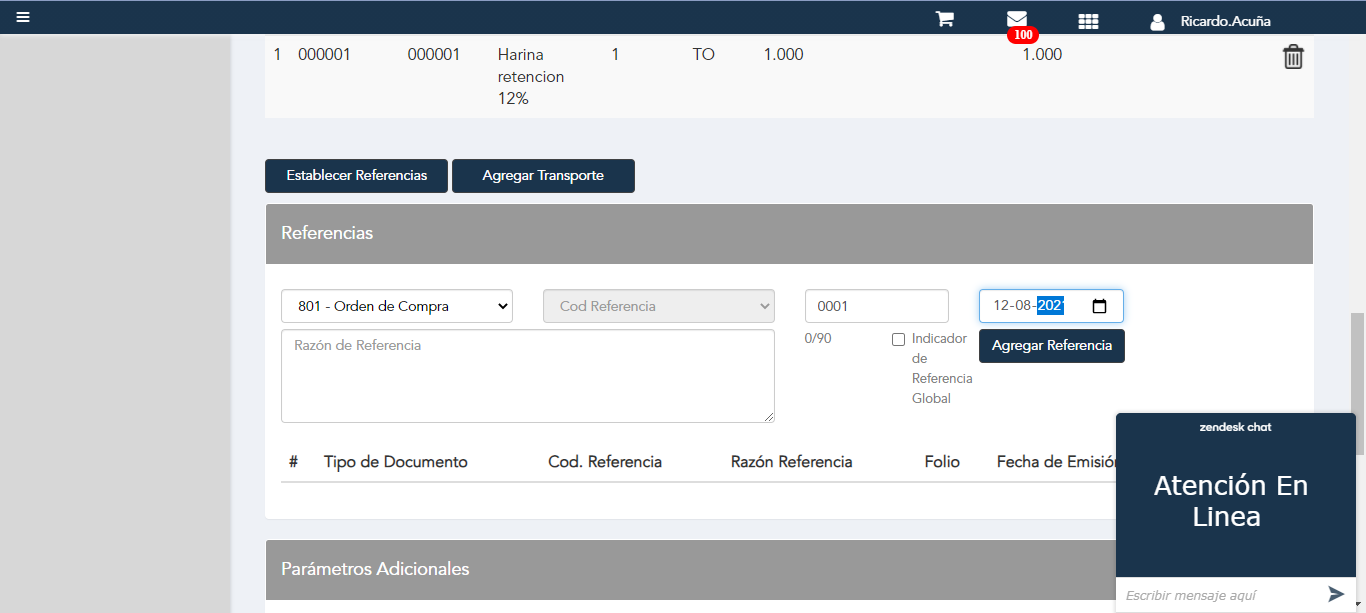 Ricardo.Acuña
100
1 000001 000001 Harina 1 TO 1.000 1.000
retencion
12%
Establecer Referencias Agregar Transporte
Referencias
801 - Orden de Compra Cod Referencia 0001 12-08-2021
Razón de Referencia 0/90 Indicador Agregar Referencia
de
Referencia
Global
zendesk chat
# Tipo de Documento Cod. Referencia Razón Referencia Folio Fecha de Emisión
Atención En
Linea
Parámetros Adicionales
Escribir mensaje aquí